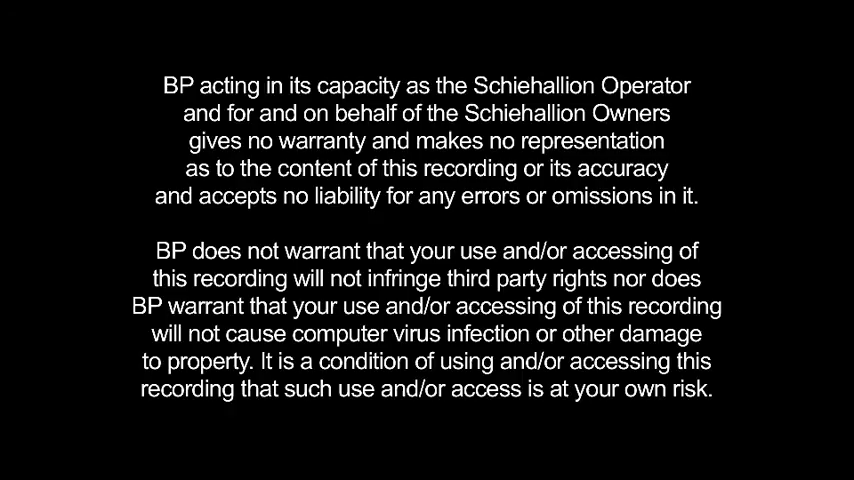 BP acting in its capacity as the Schiehallion Operator
and for and on behalf of the Schiehallion Owners
gives no warranty and makes no representation
as to the content of this recording or its accuracy
and accepts no liability for any errors or omissions in it.
BP does not warrant that your use and/or accessing of
this recording will not infringe third party rights nor does
BP warrant that your use and/or accessing of this recording
will not cause computer virus infection or other damage
to property. It is a condition of using and/or accessing this
recording that such use and/or access is at your own risk.